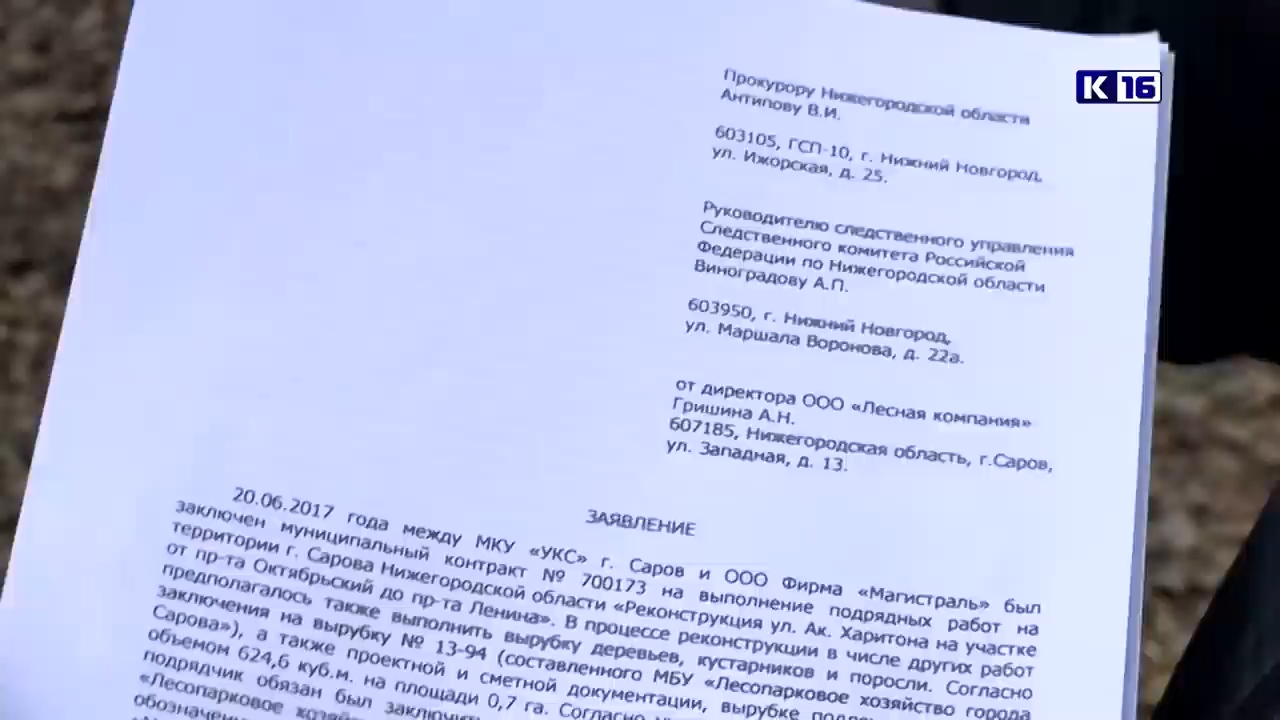 К 16
Прокурору Нижегородской области
Антипову В.И.
603105, ГСП-10, г. Нижний Новгород,
ул. Ижорская, д. 25.
Руководителю следственного управления
Следственного комитета Российской
Федерации по Нижегородской области
Виноградову А.П.
603950, г. Нижний Новгород,
ул. Маршала Воронова, д. 22а.
от директора ООО «Лесная компания»
Гришина А.Н.
607185, Нижегородская область, г.Саров,
ул. Западная, д. 13.
ЗАЯВЛЕНИЕ
20.06.2017 года между МКУ «УКС» г. Саров и ООО Фирма «Магистраль» был
заключен муниципальный контракт № 700173 на выполнение подрядных работ на
территории г. Сарова Нижегородской области «Реконструкция ул. Ак. Харитона на участке
от пр-та Октябрьский до пр-та Ленина». В процессе реконструкции в числе других работ
предполагалось также выполнить вырубку деревьев, кустарников и поросли. Согласно
заключения на вырубку № 13-94 (составленного МБУ «Лесопарковое хозяйство города
Сарова»), а также проектной и сметной документации, вырубке
объемом 624,6 куб.м. на площади 0,7 га. Согласно
подрядчик обязан был
«Лесопарковое